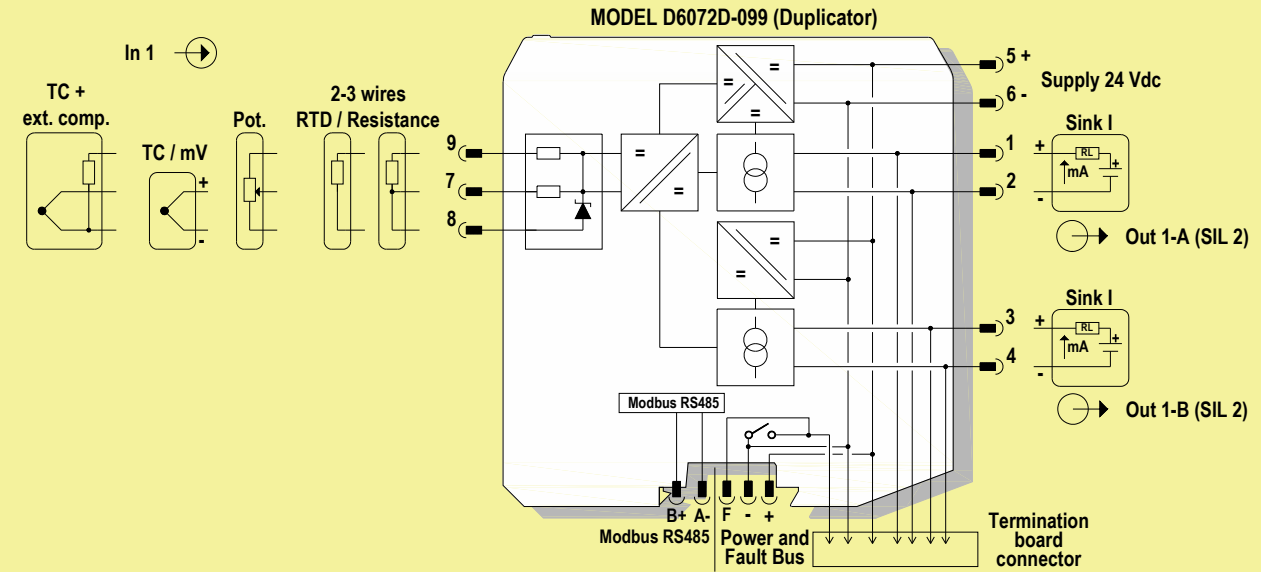 MODEL D6072D-099 (Duplicator)
In 1
5 +
Supply 24 Vdc
6 -
TC +
ext. comp.
TC / mV
+
-
Pot.
2-3 wires
RTD / Resistance
9
7
8
=
=
=
=
=
=
=
1
2
Sink I
+
RL
mA
+
-
Out 1-A (SIL 2)
3
4
Sink I
+
RL
mA
+
-
Out 1-B (SIL 2)
Modbus RS485
B+ A- F - +
Modbus RS485
Power and
Fault Bus
Termination
board
connector